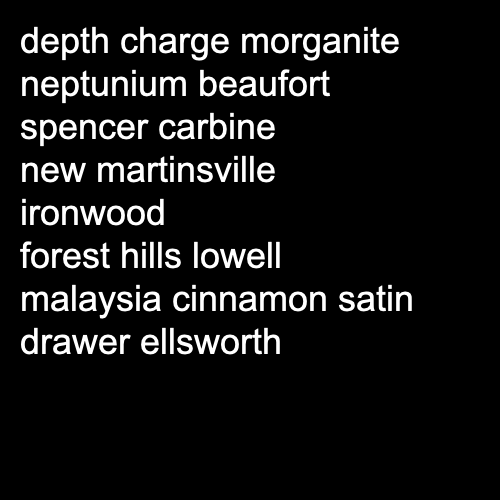 depth charge morganite
neptunium beaufort
spencer carbine
new martinsville
ironwood
forest hills lowell
malaysia cinnamon satin
drawer ellsworth